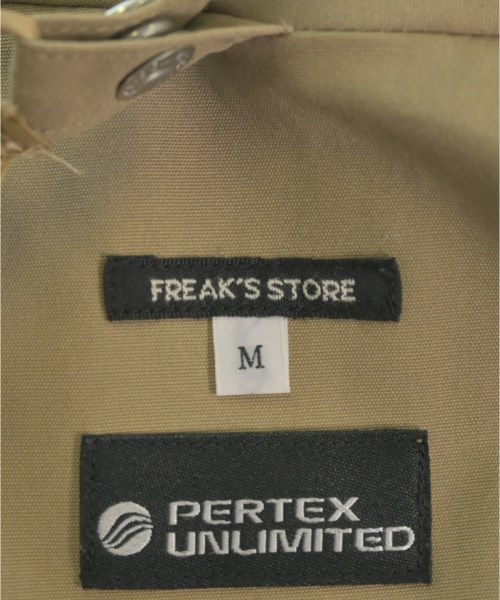 FREAK'S STORE
M
PERTEX
UNLIMITED